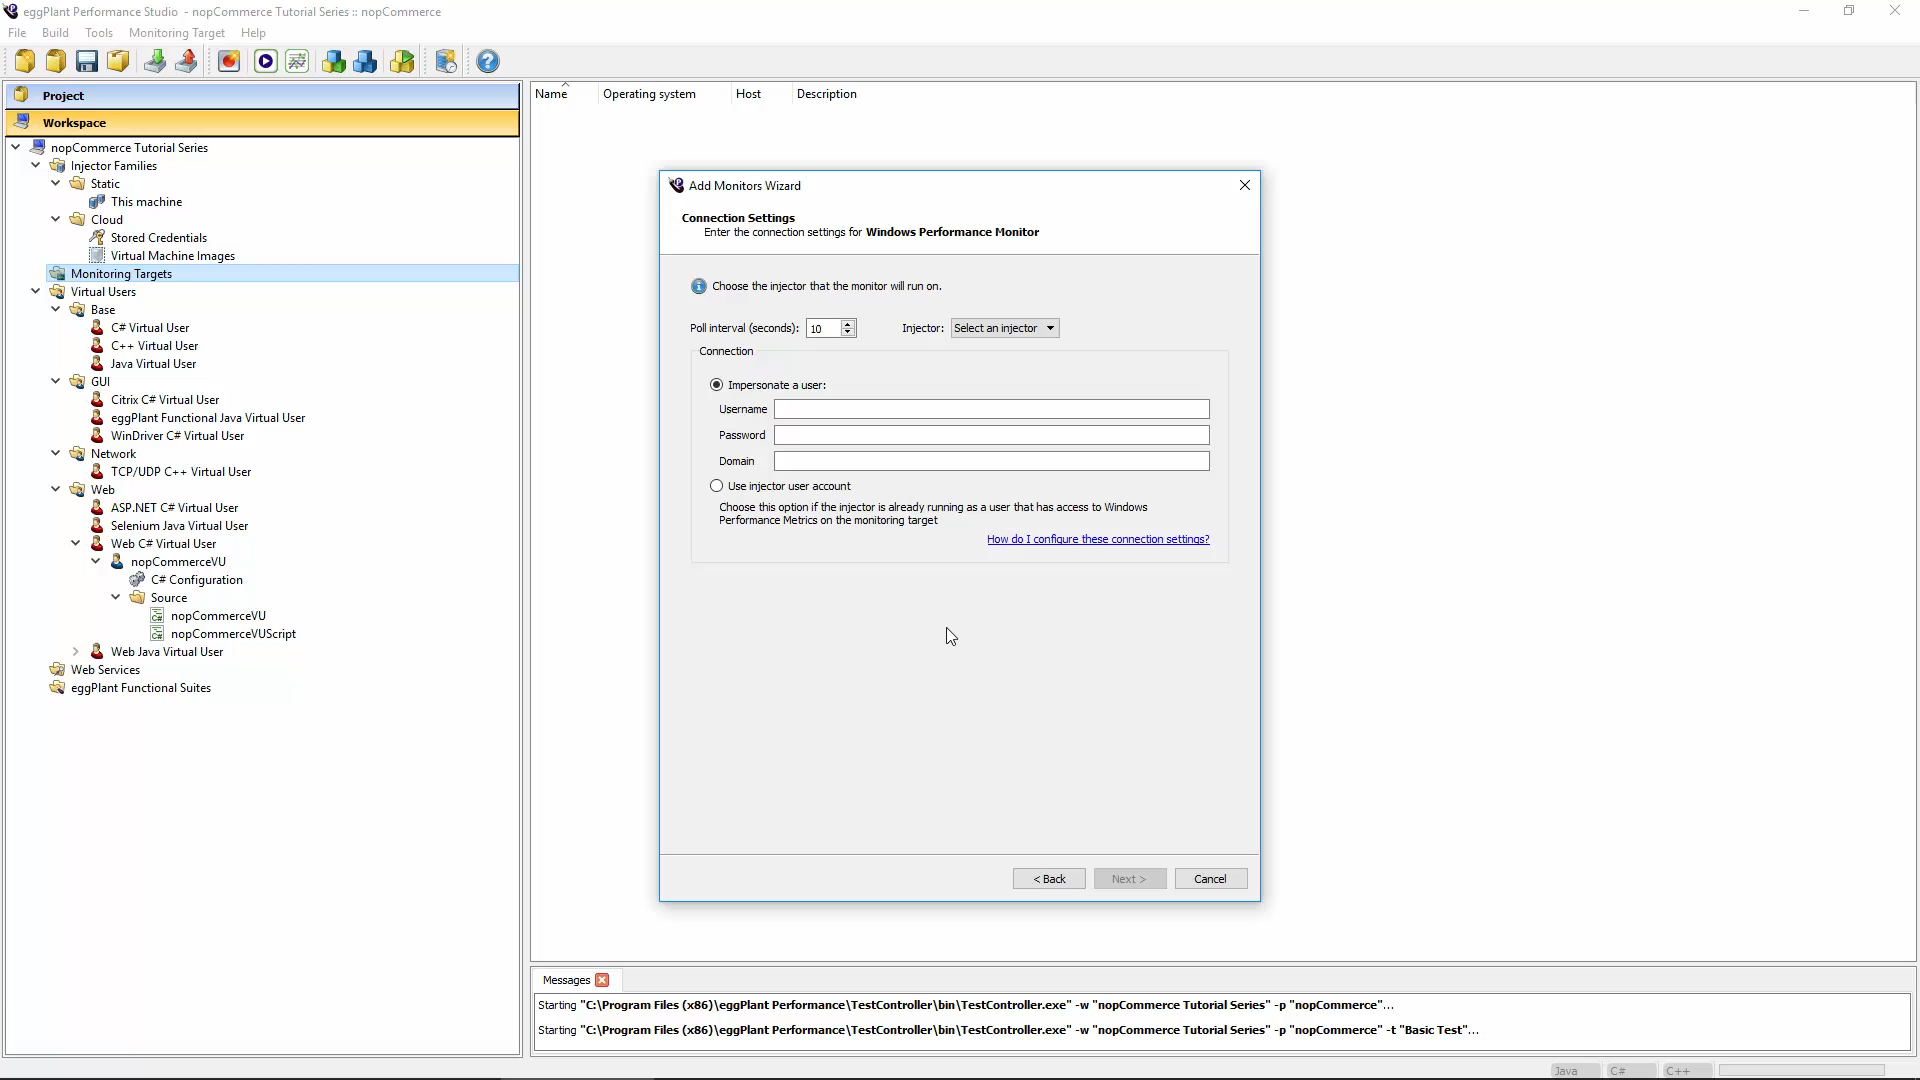 eggPlant Performance Studio - nopCommerce Tutorial Series :: nopCommerce
File Build Tools Monitoring Target Help
Project
Workspace
nopCommerce Tutorial Series
Injector Families
Static
This machine
Cloud
Stored Credentials
Virtual Machine Images
Monitoring Targets
Virtual Users
Base
C# Virtual User
C++ Virtual User
Java Virtual User
GUI
Citrix C# Virtual User
eggPlant Functional Java Virtual User
WinDriver C# Virtual User
Network
TCP/UDP C++ Virtual User
Web
ASP.NET C# Virtual User
Selenium Java Virtual User
Web C# Virtual User
nopCommerceVU
C# Configuration
Source
nopCommerceVU
nopCommerceVUScript
Web Java Virtual User
Web Services
eggPlant Functional Suites
Name Operating system Host Description
Add Monitors Wizard
Connection Settings
Enter the connection settings for Windows Performance Monitor
Choose the injector that the monitor will run on.
Poll interval (seconds): 10 Injector: Select an injector
Connection
Impersonate a user:
Username
Password
Domain
Use injector user account
Choose this option if the injector is already running as a user that has access to Windows
Performance Metrics on the monitoring target
How do I configure these connection settings?
< Back Next > Cancel
Messages
Starting "C:\Program Files (x86)\eggPlant Performance\TestController\bin\TestController.exe" -w "nopCommerce Tutorial Series" -p "nopCommerce"...
Starting "C:\Program Files (x86)\eggPlant Performance\TestController\bin\TestController.exe" -w "nopCommerce Tutorial Series" -p "nopCommerce" -t "Basic Test"...
Java C# C++